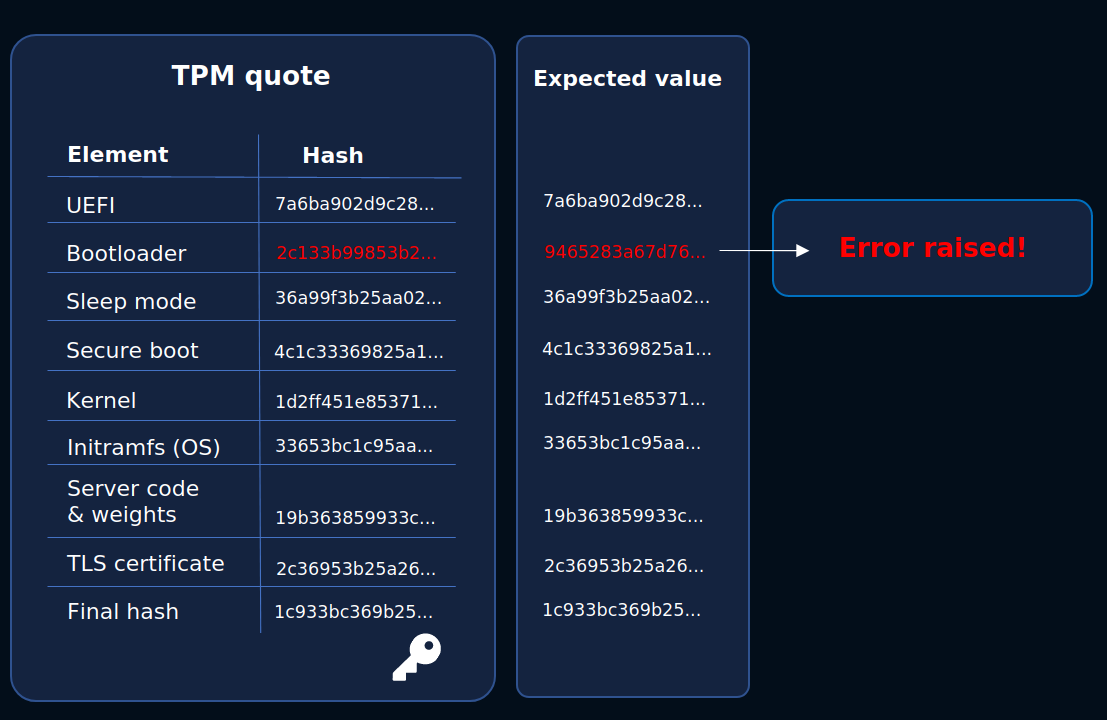 TPM quote
Expected value
Element Hash
UEFI 7a6ba902d9c28... 7a6ba902d9c28...
Bootloader 2c133b99853b2... 9465283a67d76... Error raised!
Sleep mode 36a99f3b25aa02... 36a99f3b25aa02...
Secure boot 4c1c33369825a1... 4c1c33369825a1...
Kernel 1d2ff451e85371... 1d2ff451e85371...
Initramfs (OS) 33653bc1c95aa... 33653bc1c95aa...
Server code
& weights 19b363859933c... 19b363859933c...
TLS certificate 2c36953b25a26... 2c36953b25a26...
Final hash 1c933bc369b25... 1c933bc369b25...